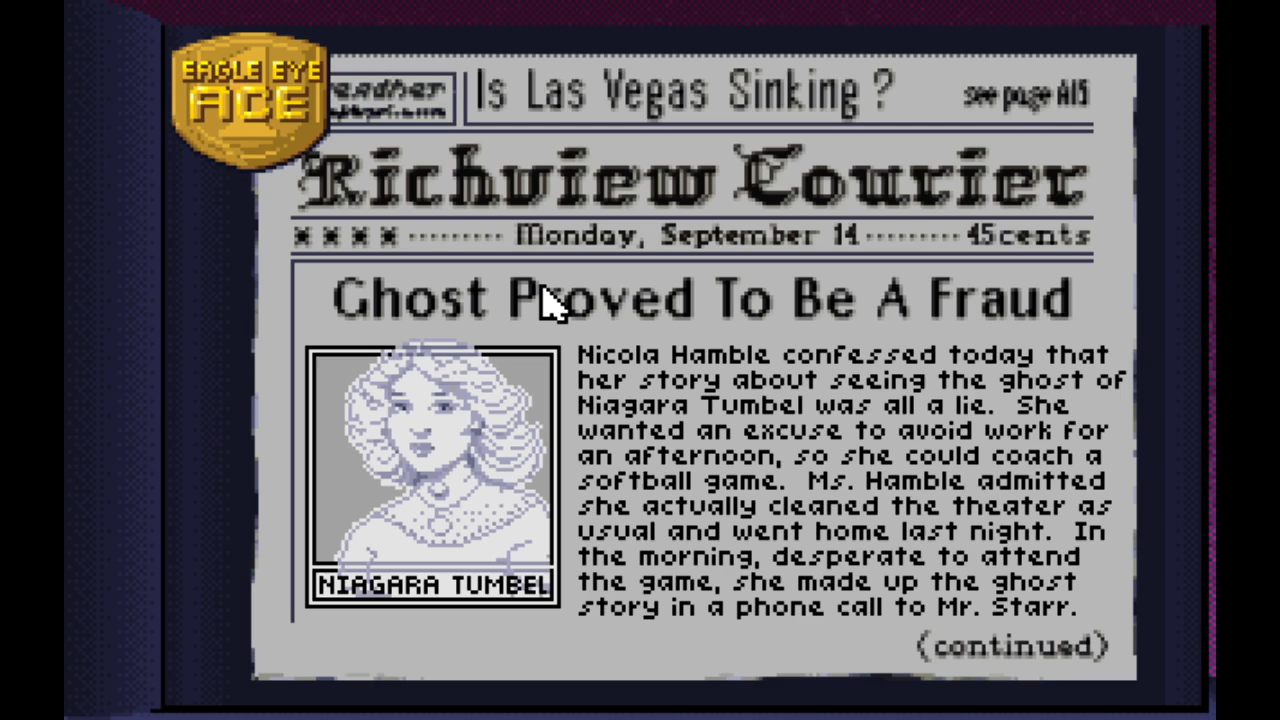 EAGLE EYE
ACE
Is Las Vegas Sinking?
see page A15
Richview Courier
Monday, September 14
45cents
Ghost Proved To Be A Fraud
Nicola Hamble confessed today that
her story about seeing the ghost of
Niagara Tumbel was all a lie. She
wanted an excuse to avoid work for
an afternoon, so she could coach a
softball game. Ms. Hamble admitted
she actually cleaned the theater as
usual and went home last night. In
the morning, desperate to attend
the game, she made up the ghost
story in a phone call to Mr. Starr.
NIAGARA TUMBEL
(continued)